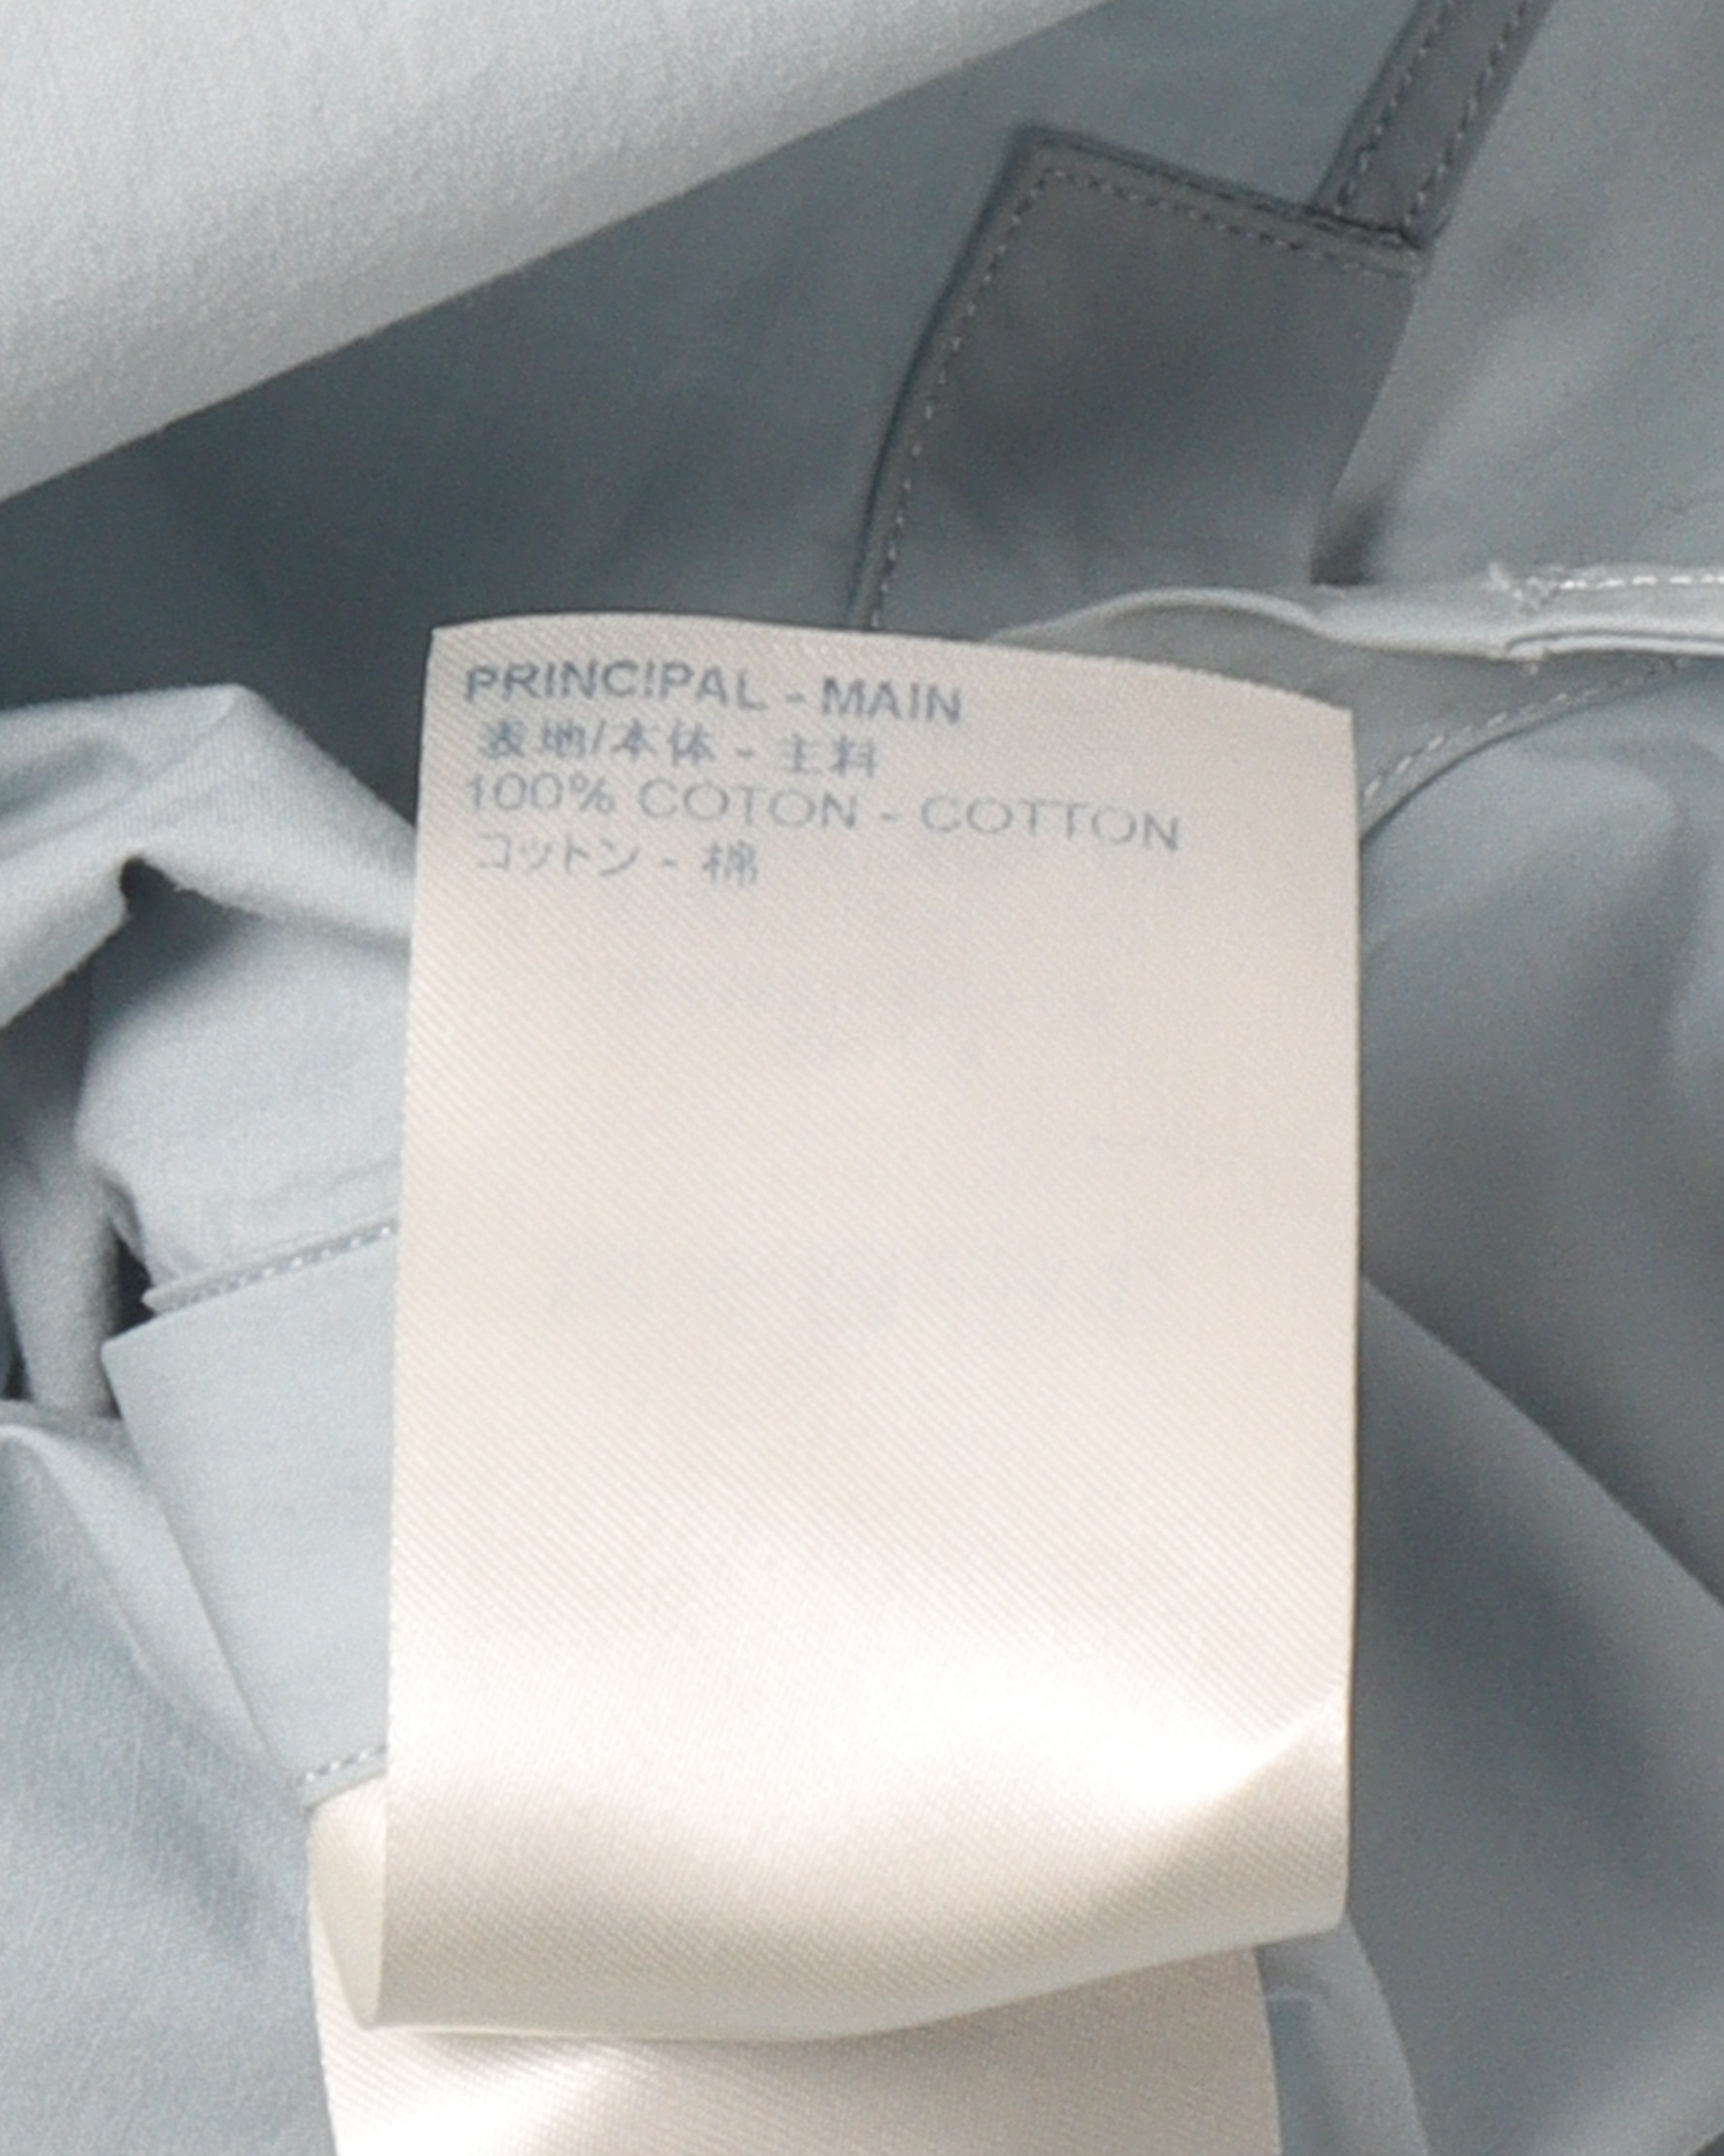 PRINCIPAL - MAIN
表地/本体 - 主料
100% COTON - COTTON
コットン - 棉